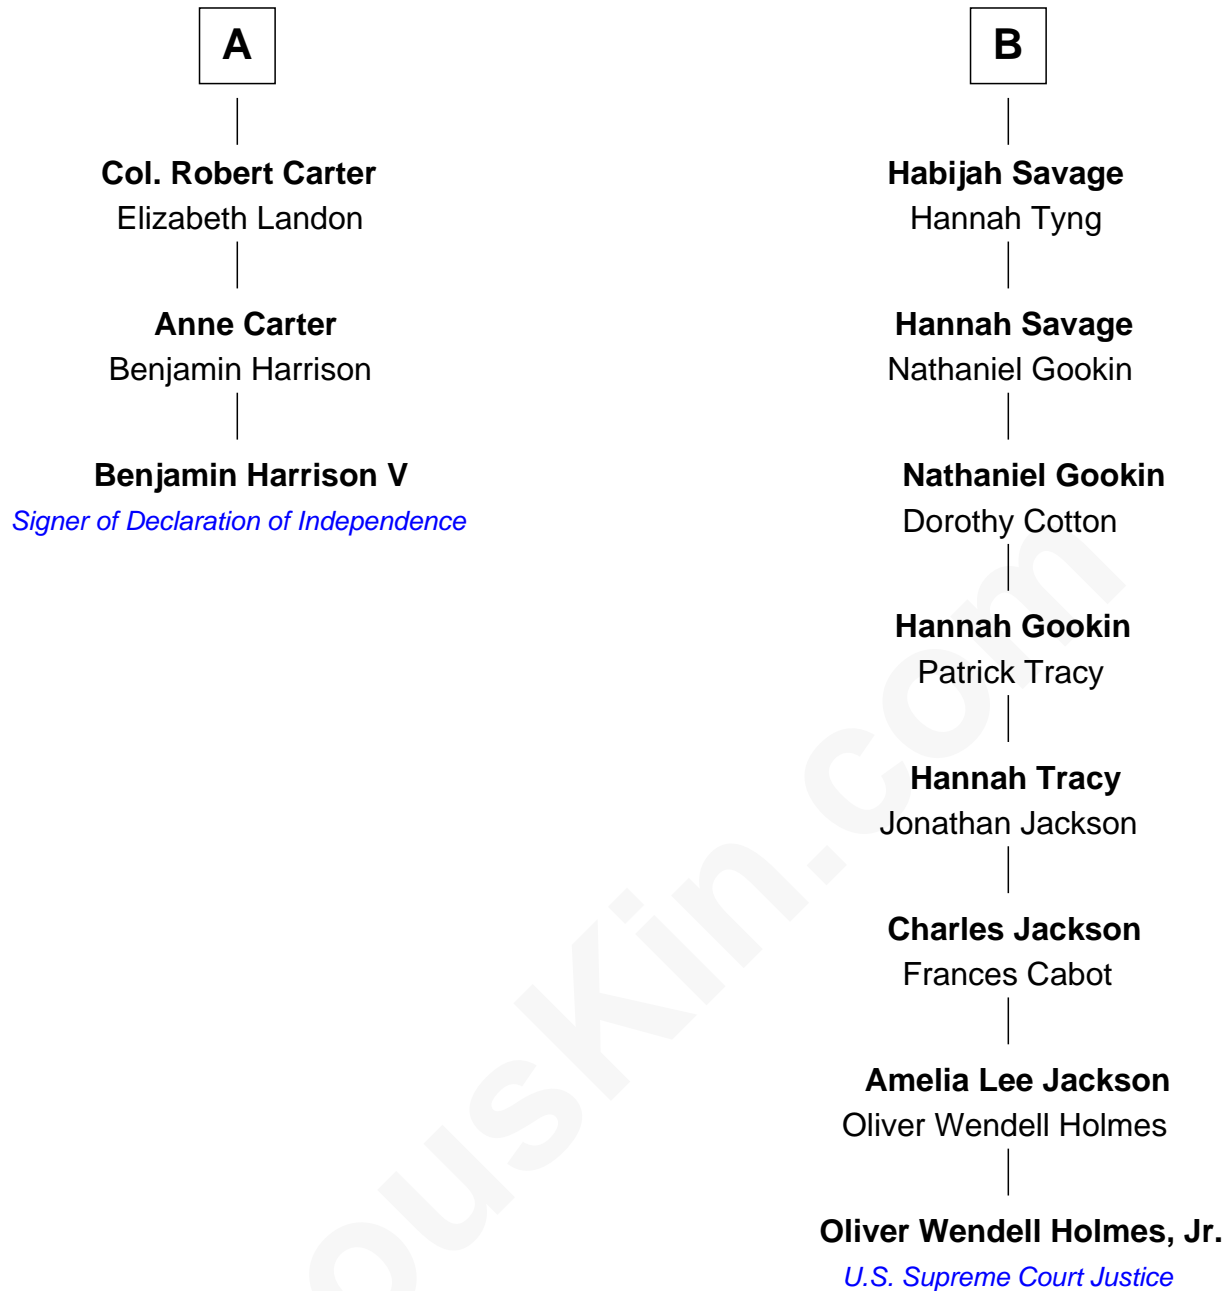 A
Col. Robert Carter
Elizabeth Landon
Anne Carter
Benjamin Harrison
Benjamin Harrison V
Signer of Declaration of Independence
B
Habijah Savage
Hannah Tyng
Hannah Savage
Nathaniel Gookin
Nathaniel Gookin
Dorothy Cotton
Hannah Gookin
Patrick Tracy
Hannah Tracy
Jonathan Jackson
Charles Jackson
Frances Cabot
Amelia Lee Jackson
Oliver Wendell Holmes
Oliver Wendell Holmes, Jr.
U.S. Supreme Court Justice
ousKin.com